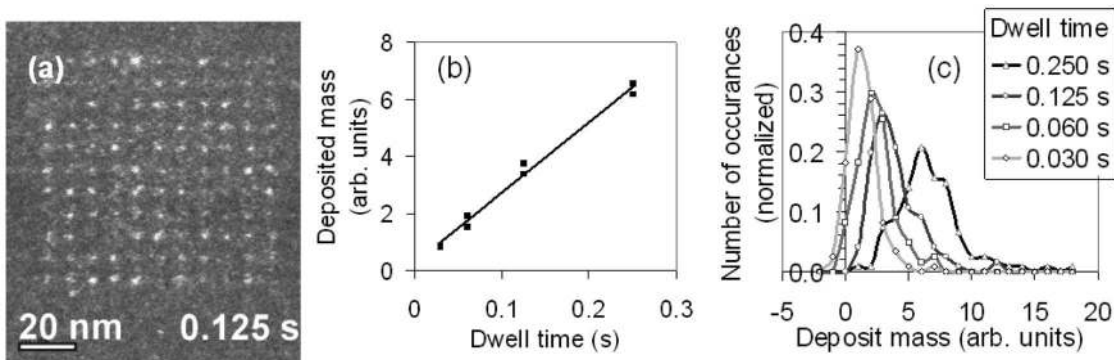 (a)
20 nm 0.125 s
(b)
Deposited mass
(arb. units)
8
6
4
2
0
0 0.1 0.2 0.3
Dwell time (s)
(c)
Number of occurances
(normalized)
0.4
0.3
0.2
0.1
0.0
-5 0 5 10 15 20
Deposit mass (arb. units)
Dwell time
0.250 s
0.125 s
0.060 s
0.030 s